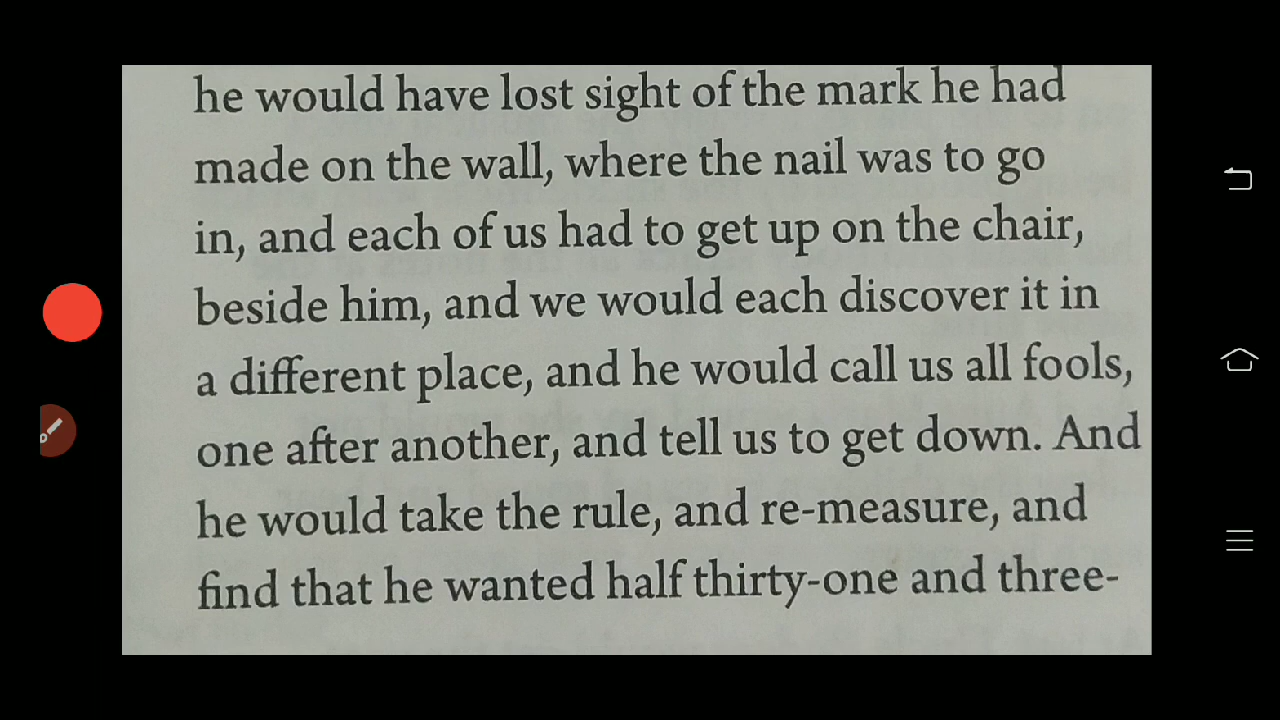 he would have lost sight of the mark he had
made on the wall, where the nail was to go
in, and each of us had to get up on the chair,
beside him, and we would each discover it in
a different place, and he would call us all fools,
one after another, and tell us to get down. And
he would take the rule, and re-measure, and
find that he wanted half thirty-one and three-